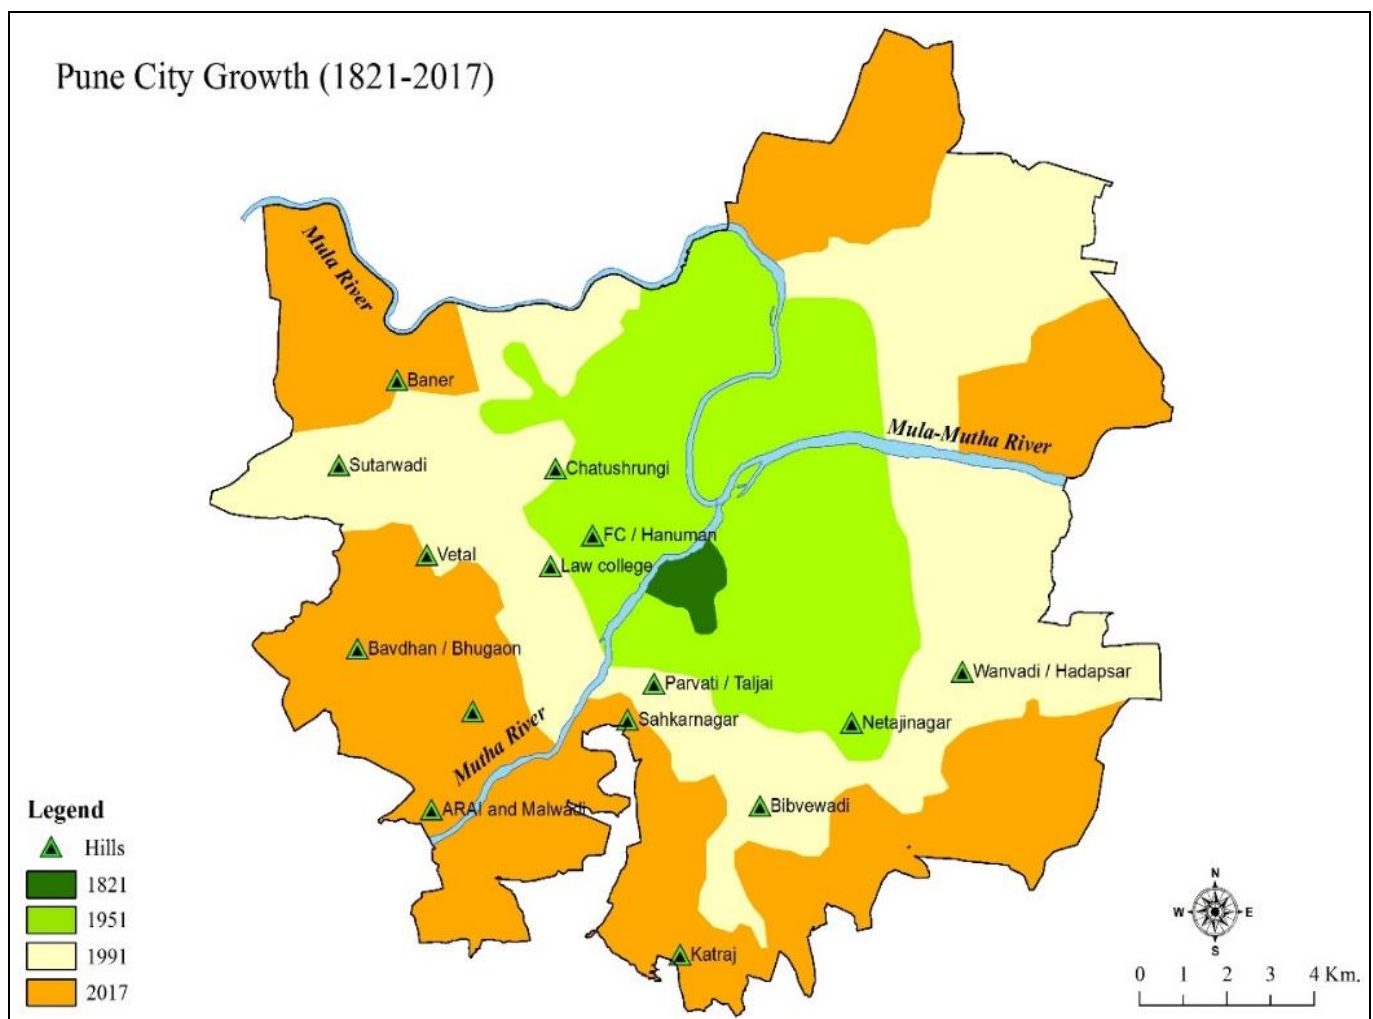 Pune City Growth (1821-2017)
Mula River
Baner
Mula-Mutha River
Sutarwadi
Chatushrungi
FC / Hanuman
Vetal
Law college
Bavdhan / Bhugaon
Parvati / Taljai
Wanvadi / Hadapsar
Sahkarnagar
Netajinagar
Mutha River
ARAI and Malwadi
Bibvewadi
Katraj
Legend
Hills
1821
1951
1991
2017
N
W E
S
0 1 2 3 4 Km.